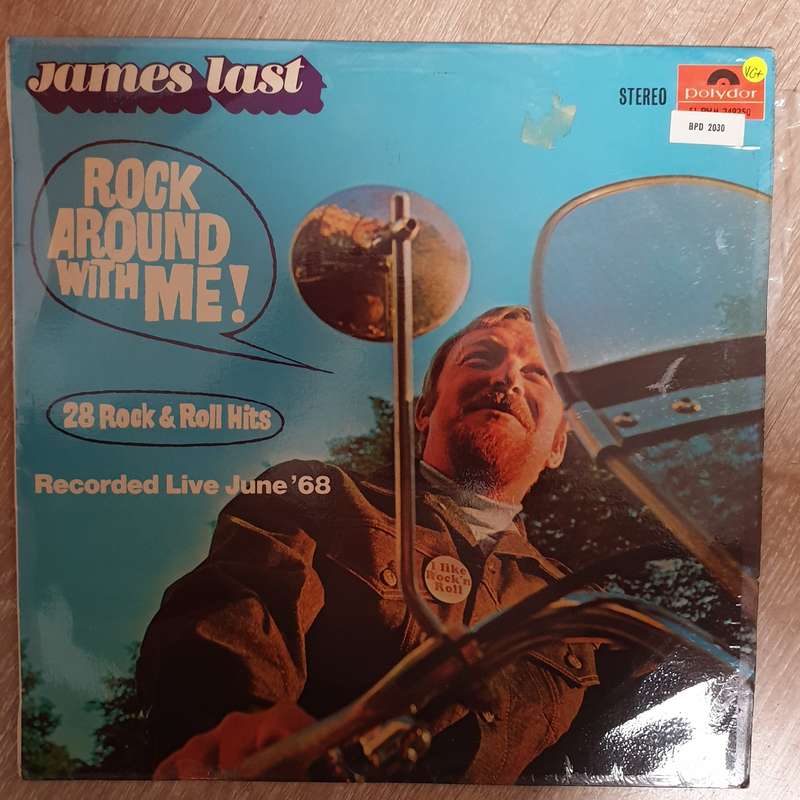 james last
STEREO
VG+
polydor
249250
BPD 2030
ROCK
AROUND
WITH ME!
28 Rock & Roll Hits
Recorded Live June '68
I like
Rock'n
Roll